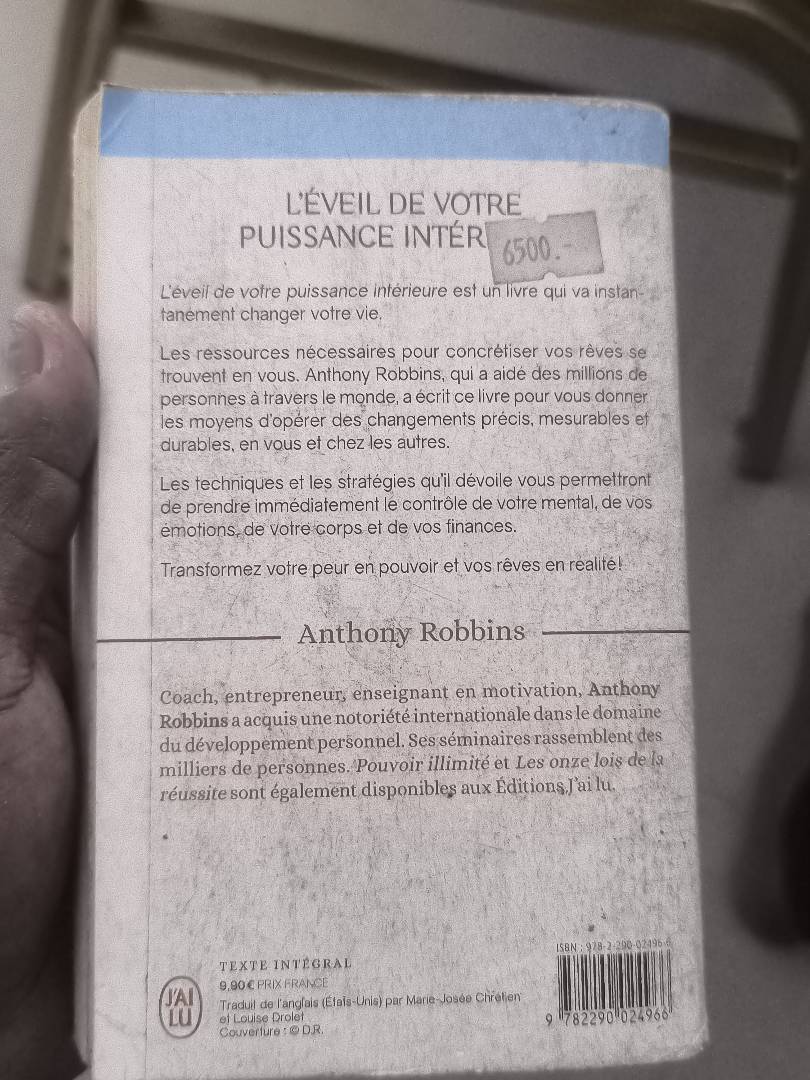 L'ÉVEIL DE VOTRE
PUISSANCE INTÉR
6500.-
L'éveil de votre puissance intérieure est un livre qui va instan-
tanément changer votre vie.
Les ressources nécessaires pour concrétiser vos rêves se
trouvent en vous. Anthony Robbins, qui a aidé des millions de
personnes à travers le monde, a écrit ce livre pour vous donner
les moyens d'opérer des changements précis, mesurables et
durables, en vous et chez les autres.
Les techniques et les stratégies qu'il dévoile vous permettront
de prendre immédiatement le contrôle de votre mental, de vos
émotions, de votre corps et de vos finances.
Transformez votre peur en pouvoir et vos rêves en réalité!
Anthony Robbins
Coach, entrepreneur, enseignant en motivation, Anthony
Robbins a acquis une notoriété internationale dans le domaine
du développement personnel. Ses séminaires rassemblent des
milliers de personnes. Pouvoir illimité et Les onze lois de la
réussite sont également disponibles aux Éditions J'ai lu.
TEXTE INTÉGRAL
9,90 € PRIX FRANCE
Traduit de l'anglais (États-Unis) par Marie-Josée Chrétien
et Louise Drolet
Couverture : © D.R.
J'AI
LU
ISBN : 978-2-290-02496-6
9 782290 024966